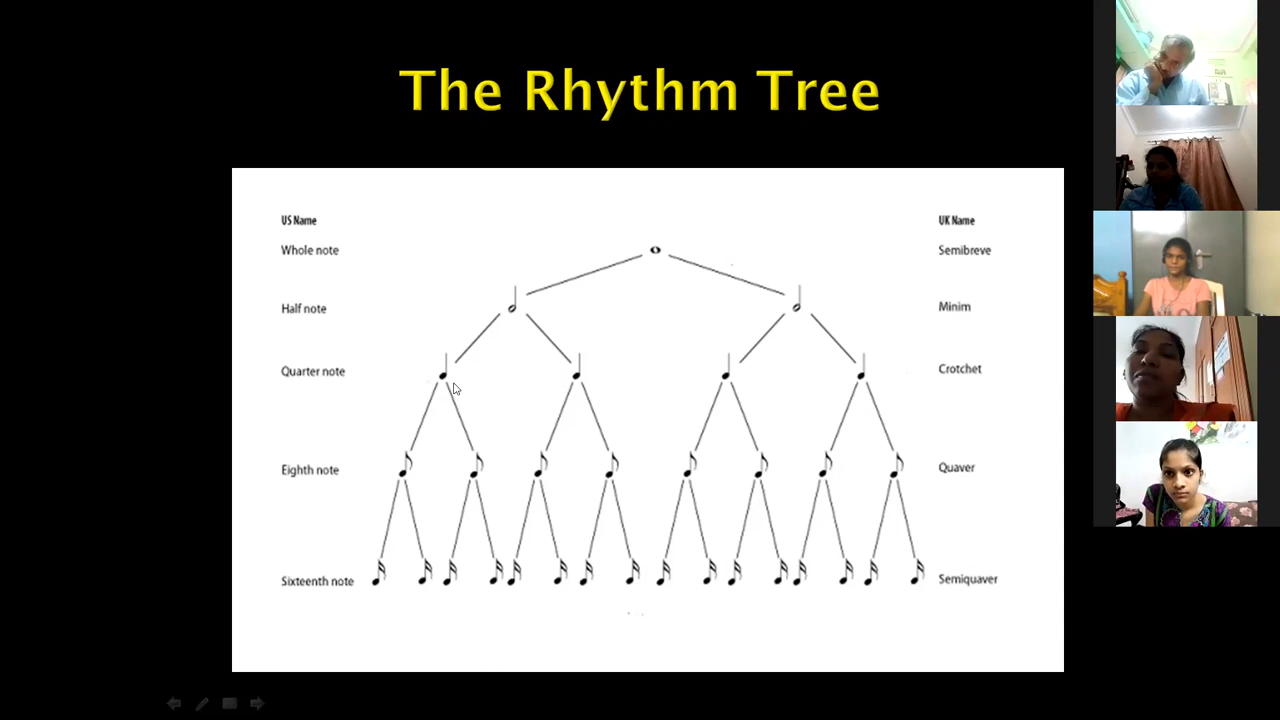 The Rhythm Tree
US Name UK Name
Whole note Semibreve
Half note Minim
Quarter note Crotchet
Eighth note Quaver
Sixteenth note Semiquaver